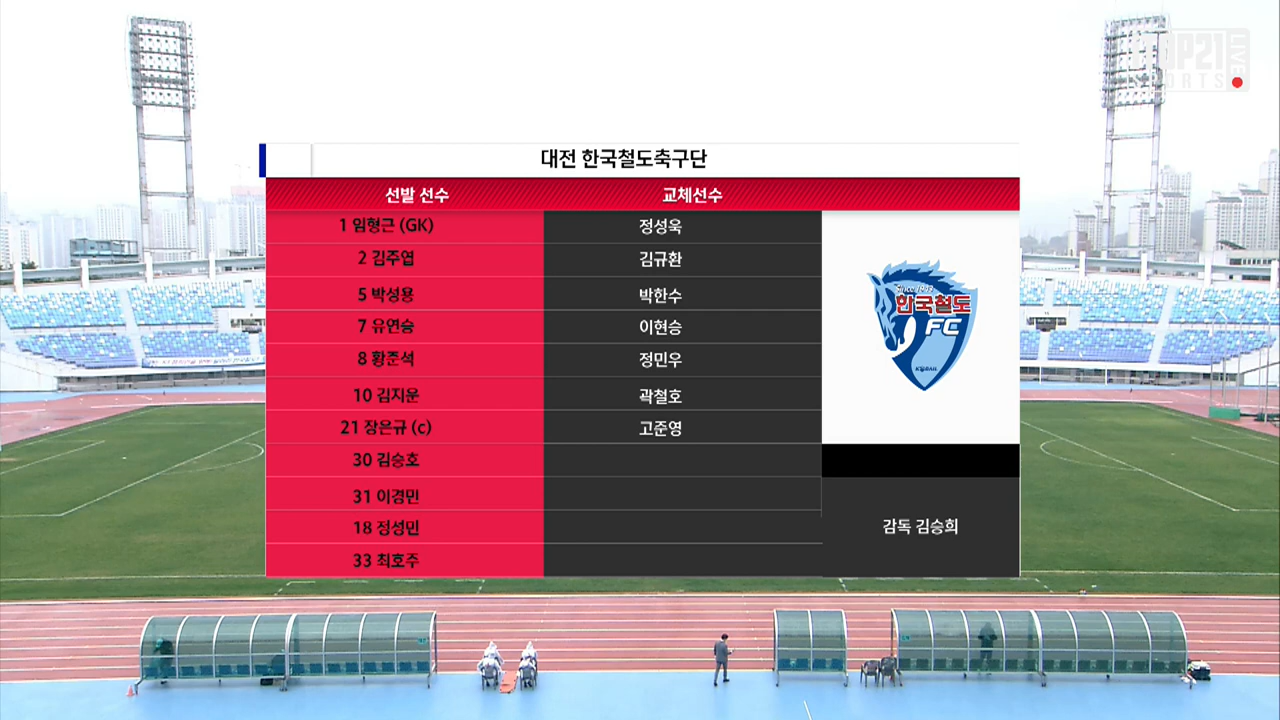 TOP21
SPORTS
LIVE
대전 한국철도축구단
선발 선수
교체선수
1 임형근 (GK)
정성욱
2 김주엽
김규환
5 박성용
박한수
7 유연승
이현승
8 황준석
정민우
10 김지운
곽철호
21 장은규 (c)
고준영
30 김승호
31 이경민
18 정성민
33 최호주
한국철도
FC
KORAIL
감독 김승희